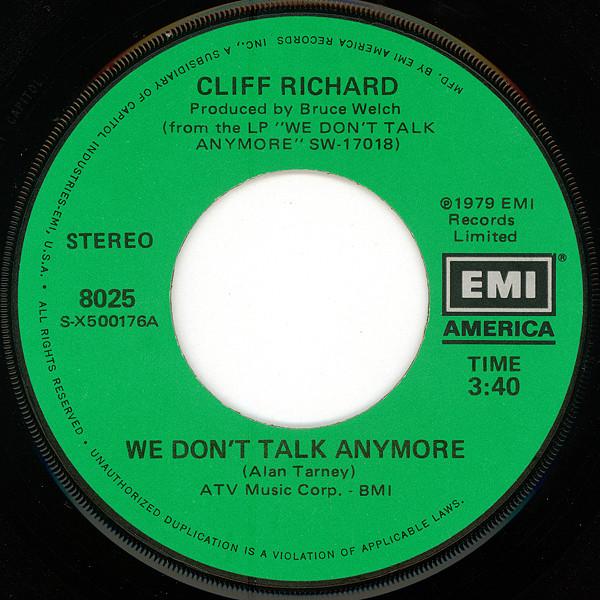 MFD. BY EMI AMERICA RECORDS, INC., A SUBSIDIARY OF CAPITOL INDUSTRIES-EMI, U.S.A. • ALL RIGHTS RESERVED • UNAUTHORIZED DUPLICATION IS A VIOLATION OF APPLICABLE LAWS.
CLIFF RICHARD
Produced by Bruce Welch
(from the LP "WE DON'T TALK
ANYMORE" SW-17018)
STEREO
8025
S-X500176A
℗1979 EMI
Records
Limited
EMI®
AMERICA
TIME
3:40
WE DON'T TALK ANYMORE
(Alan Tarney)
ATV Music Corp. - BMI
CAPITOL